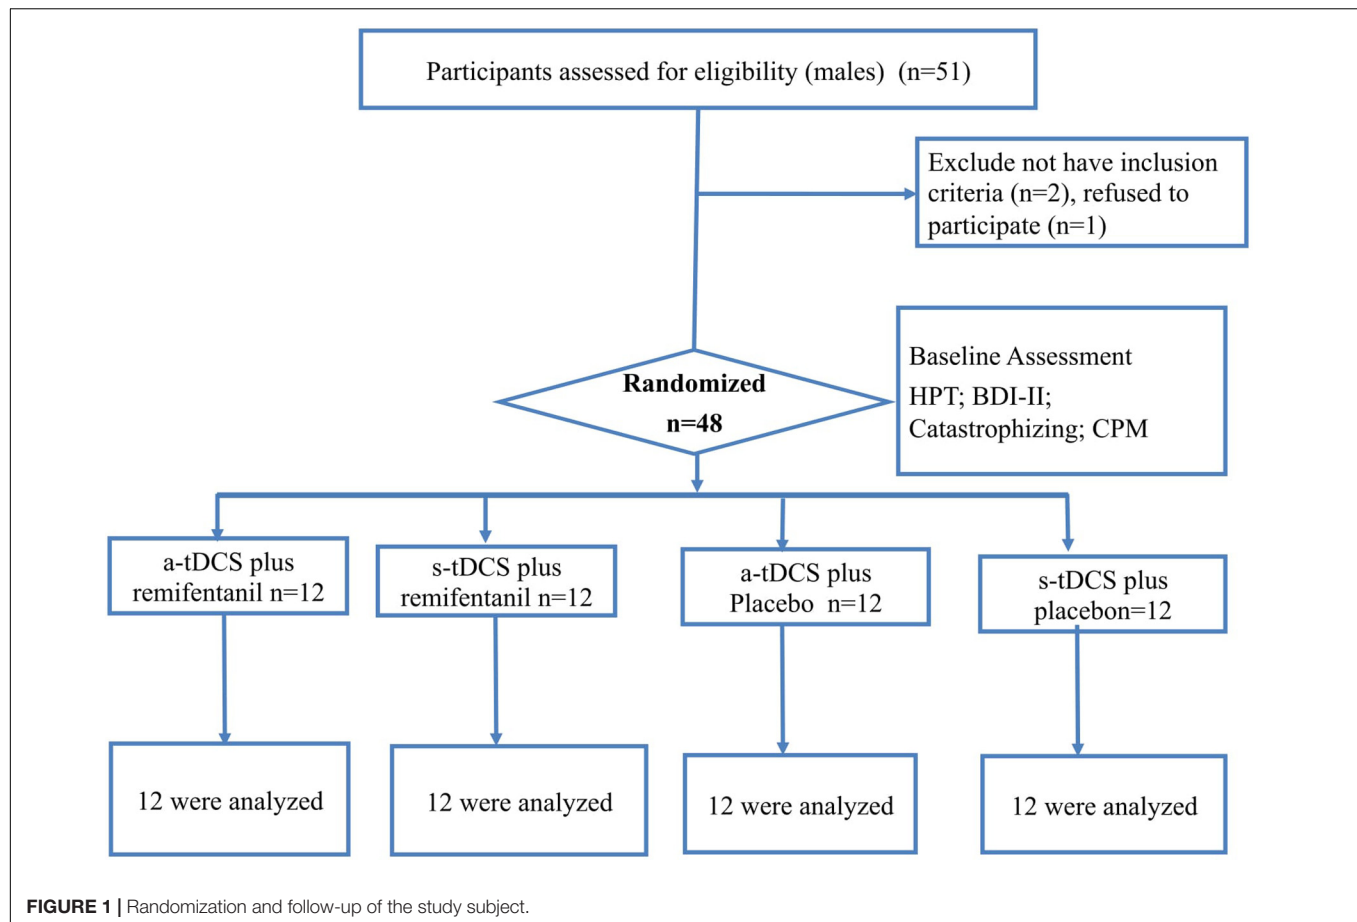 Participants assessed for eligibility (males) (n=51)
Exclude not have inclusion
criteria (n=2), refused to
participate (n=1)
Randomized
n=48
Baseline Assessment
HPT; BDI-II;
Catastrophizing; CPM
a-tDCS plus
remifentanil n=12
s-tDCS plus
remifentanil n=12
a-tDCS plus
Placebo n=12
s-tDCS plus
placebon=12
12 were analyzed
12 were analyzed
12 were analyzed
12 were analyzed
FIGURE 1 | Randomization and follow-up of the study subject.